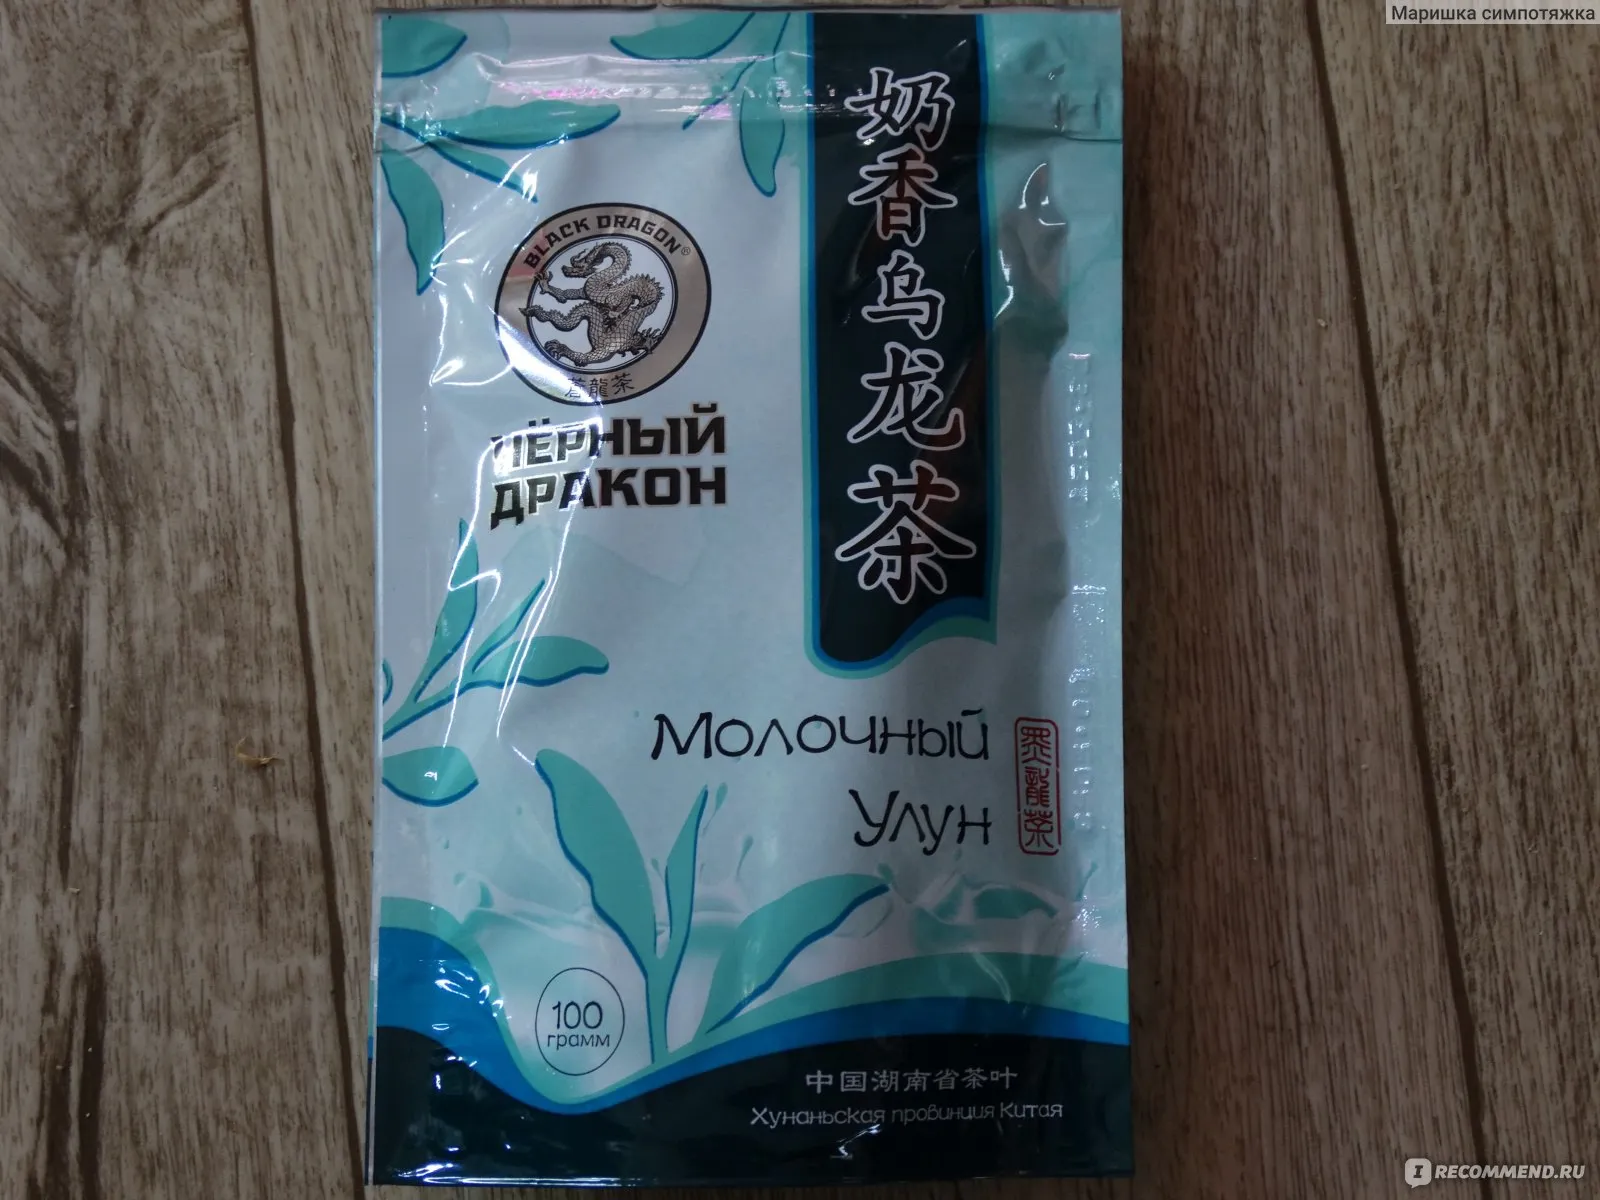 Маришка симпотяжка
奶香乌龙茶
BLACK DRAGON®
蒼龍茶
ЧЁРНЫЙ
ДРАКОН
Молочный
Улун
100
грамм
中国湖南省茶叶
Хунаньская провинция Китая
IRECOMMEND.RU